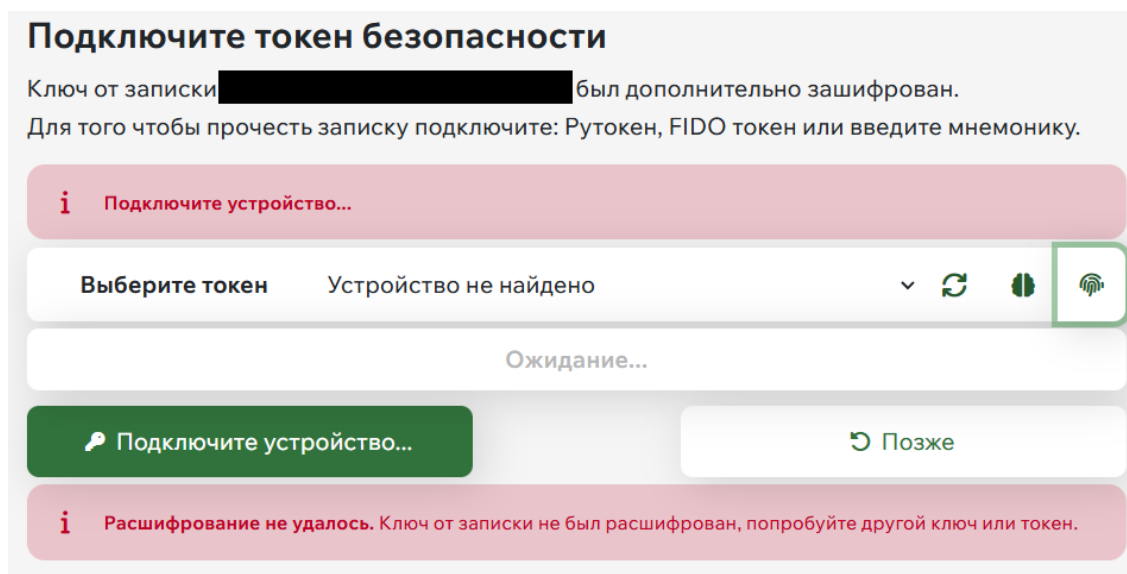 Подключите токен безопасности
Ключ от записки был дополнительно зашифрован.
Для того чтобы прочесть записку подключите: Рутокен, FIDO токен или введите мнемонику.
Подключите устройство...
Выберите токен Устройство не найдено
Ожидание...
Подключите устройство... Позже
Расшифрование не удалось. Ключ от записки не был расшифрован, попробуйте другой ключ или токен.